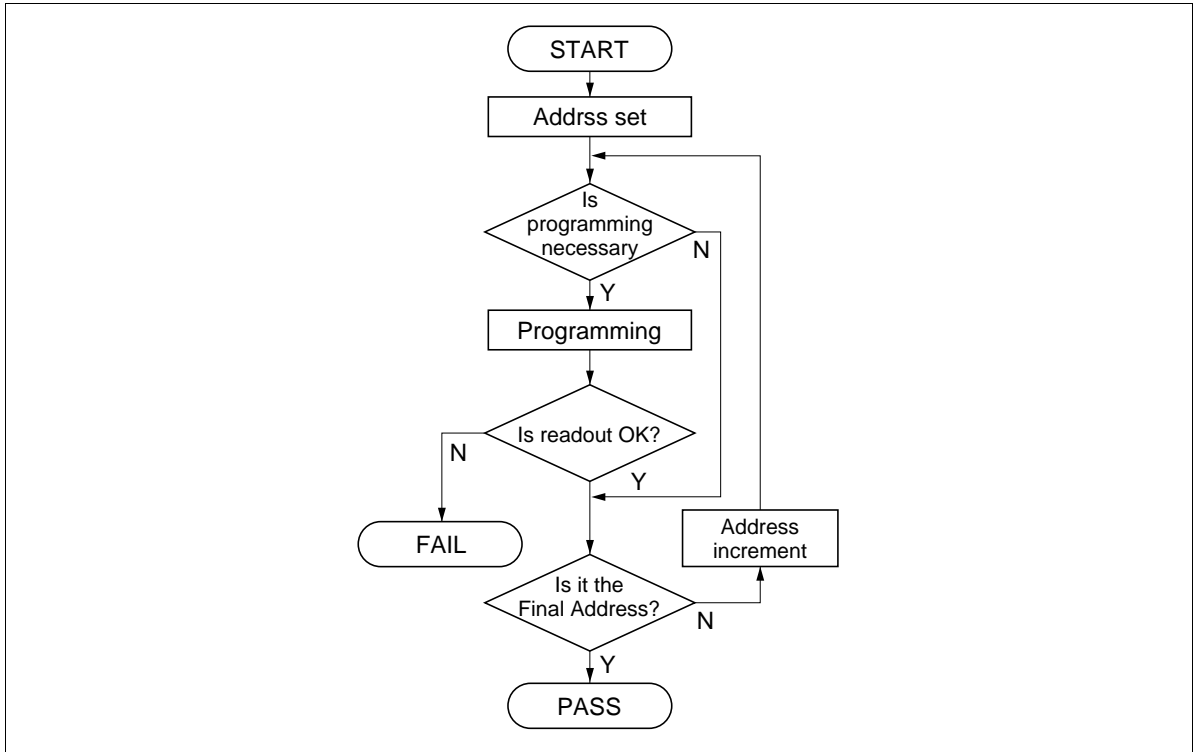 START
Addrss set
Is
programming
necessary
N
Y
Programming
Is readout OK?
N
Y
FAIL
Address
increment
Is it the
Final Address?
N
Y
PASS